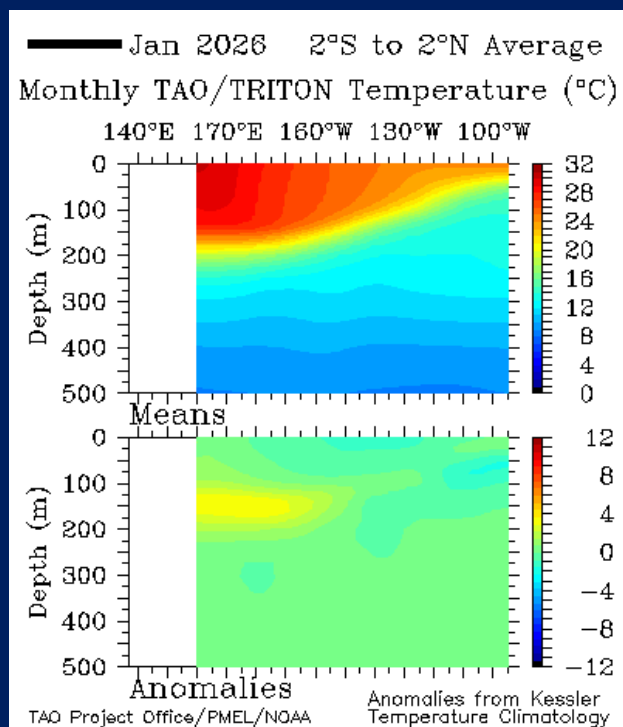 Jan 2026 2°S to 2°N Average
Monthly TAO/TRITON Temperature (°C)
140°E 170°E 160°W 130°W 100°W
Depth (m)
0
100
200
300
400
500
32
28
24
20
16
12
8
4
0
Means
Depth (m)
0
100
200
300
400
500
12
8
4
0
−4
−8
−12
Anomalies
TAO Project Office/PMEL/NOAA
Anomalies from Kessler
Temperature Climatology